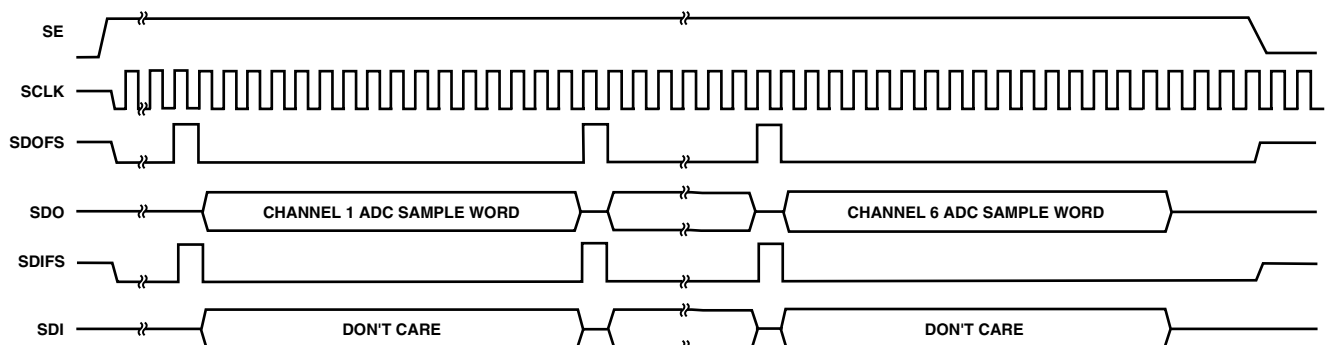 SE
SCLK
SDOFS
SDO
CHANNEL 1 ADC SAMPLE WORD
CHANNEL 6 ADC SAMPLE WORD
SDIFS
SDI
DON'T CARE
DON'T CARE